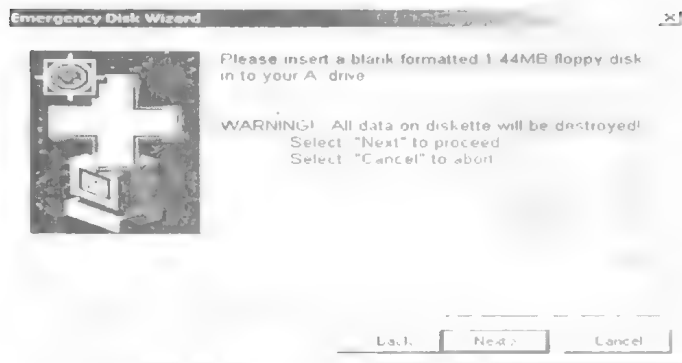 Emergency Disk Wizard
Please insert a blank formatted 1 44MB floppy disk
in to your A drive
WARNING! All data on diskette will be destroyed!
Select "Next" to proceed
Select "Cancel" to abort
Back Next > Cancel